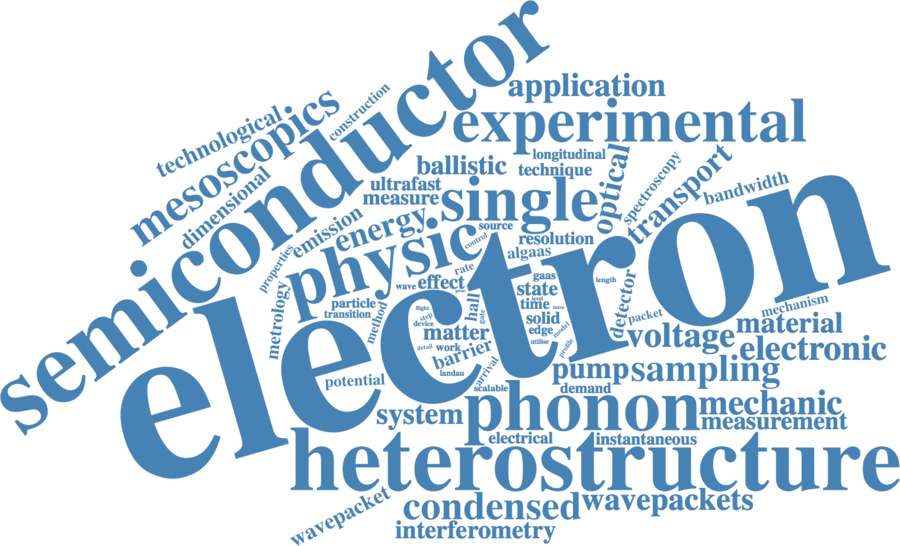 semiconductor
application
construction
experimental
technological
mesoscopics
longitudinal
optical
ballistic
technique
spectroscopy
transport
dimensional
ultrafast
measure
single
bandwidth
electron
emission
energy
source
control
resolution
properties
physic
algaas
rate
gaas
length
wave
effect
state
detector
metrology
particle
transition
method
hall
gate
time
level
intra
packet
mechanism
flight
step
device
solid
edge
model
voltage
material
matter
utilise
profile
electronic
detail
work
barrier
landau
arrival
potential
scalable
pump
sampling
demand
system
phonon
mechanic
measurement
electrical
instantaneous
heterostructure
wavepacket
condensed
wavepackets
interferometry